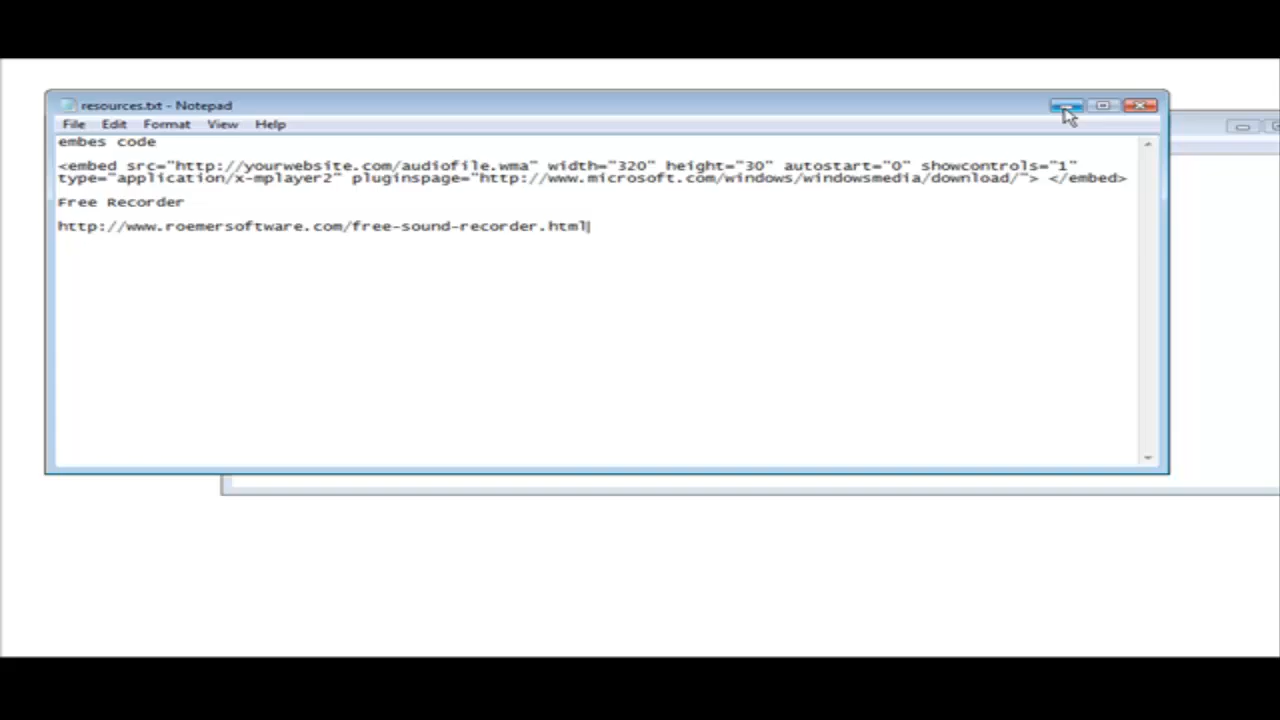 resources.txt - Notepad
File Edit Format View Help
embes code
<embed src="http://yourwebsite.com/audiofile.wma" width="320" height="30" autostart="0" showcontrols="1"
type="application/x-mplayer2" pluginspage="http://www.microsoft.com/windows/windowsmedia/download/"> </embed>
Free Recorder
http://www.roemersoftware.com/free-sound-recorder.html